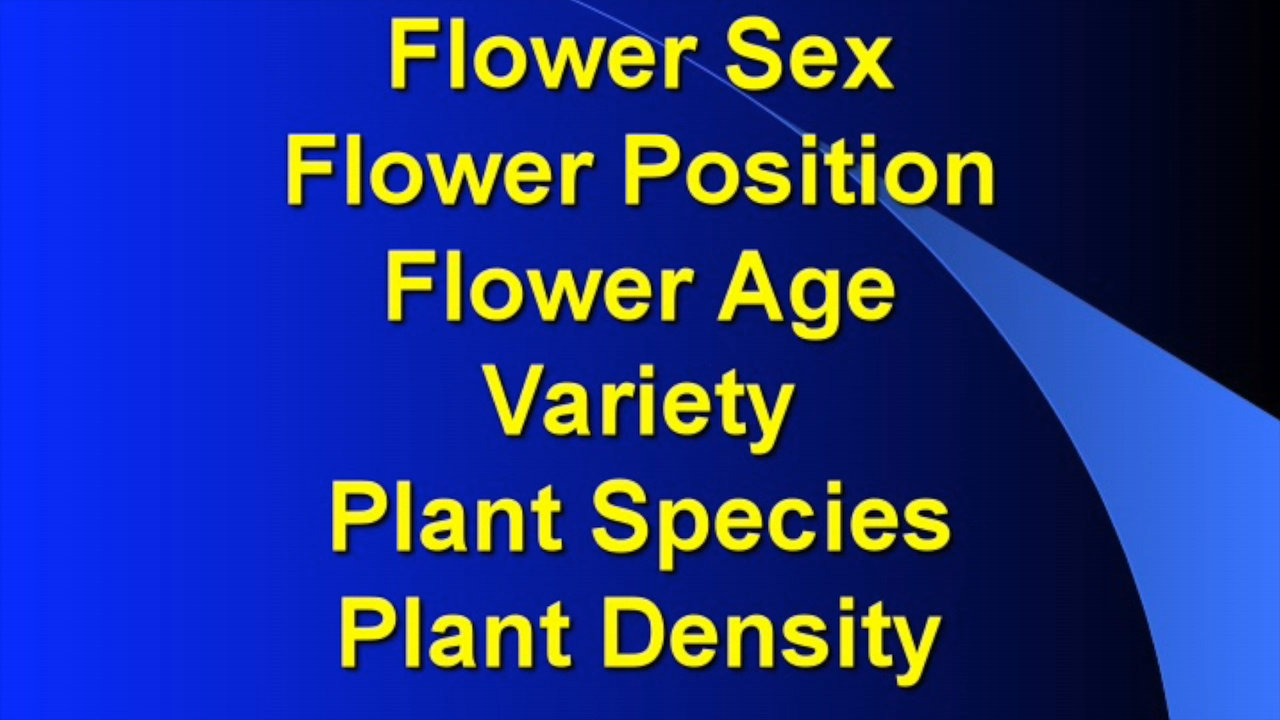 Flower Sex
Flower Position
Flower Age
Variety
Plant Species
Plant Density